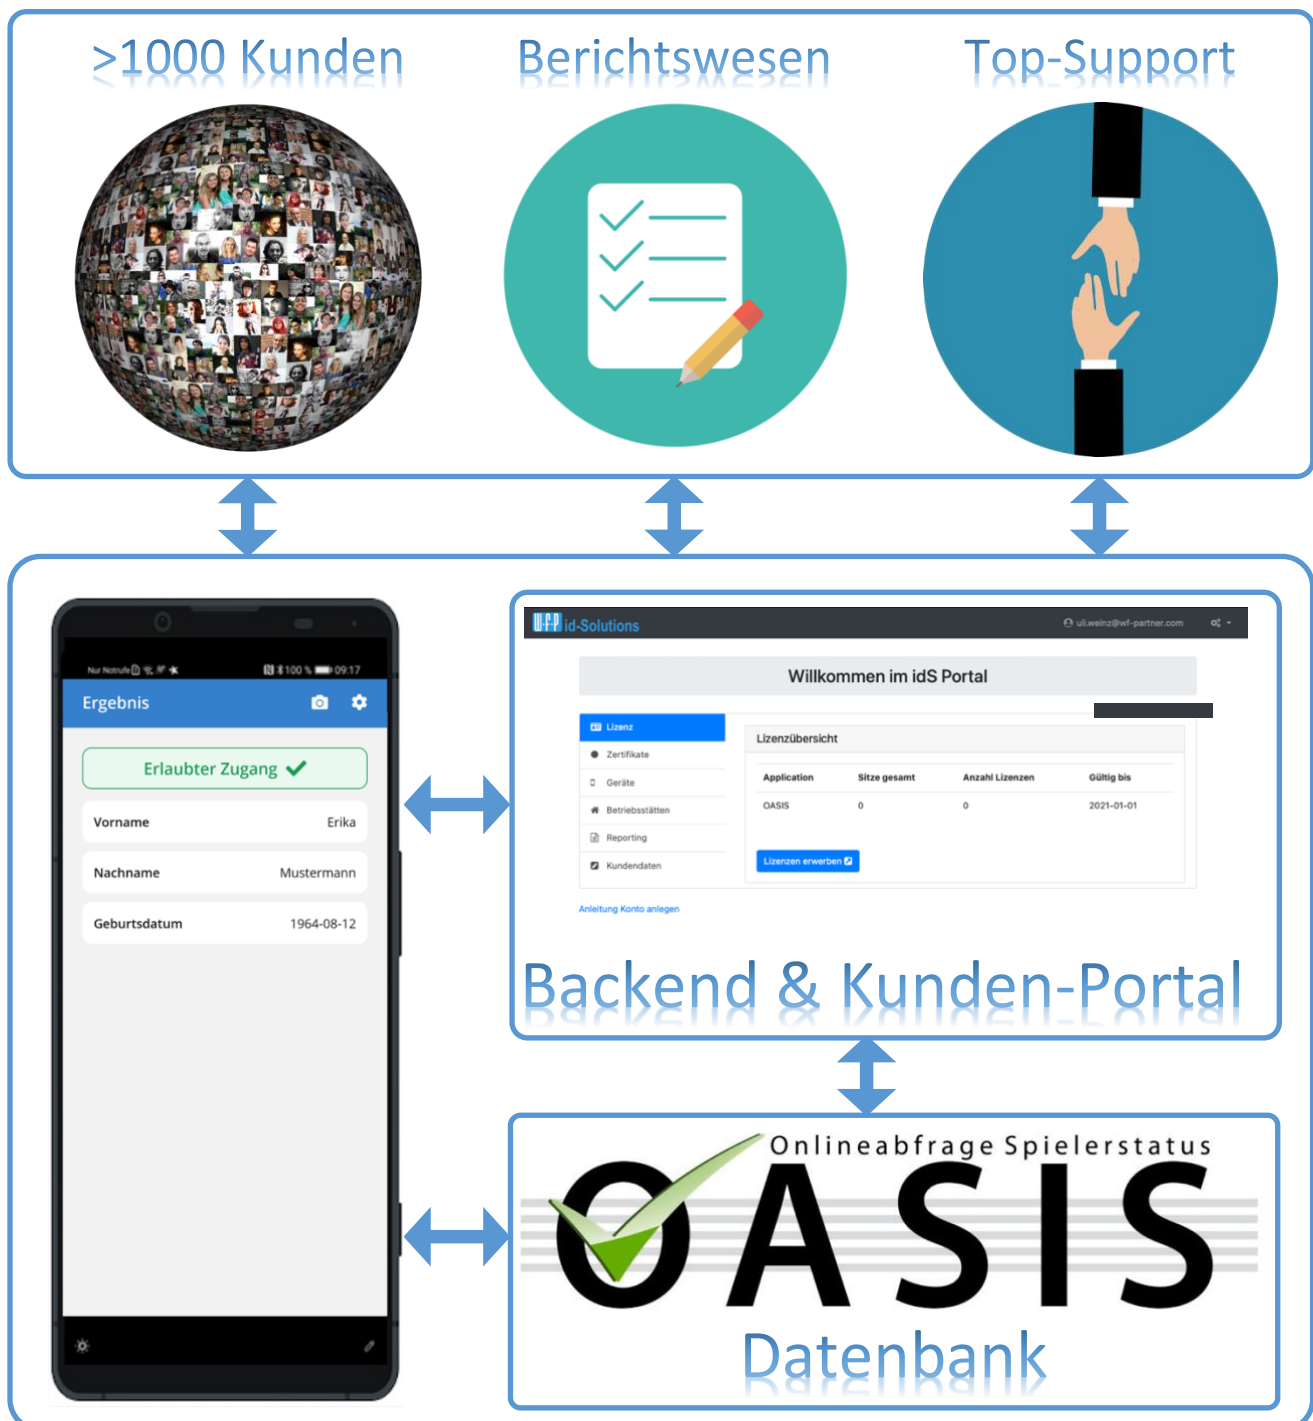 >1000 Kunden
Berichtswesen
Top-Support
Nur Notrufe
100 %
09:17
Ergebnis
Erlaubter Zugang
Vorname
Erika
Nachname
Mustermann
Geburtsdatum
1964-08-12
W·F·P id-Solutions
uli.weinz@wf-partner.com
Willkommen im idS Portal
Lizenz
Zertifikate
Geräte
Betriebsstätten
Reporting
Kundendaten
Lizenzübersicht
Application Sitze gesamt Anzahl Lizenzen Gültig bis
OASIS 0 0 2021-01-01
Lizenzen erwerben
Anleitung Konto anlegen
Backend & Kunden-Portal
Onlineabfrage Spielerstatus
OASIS
Datenbank